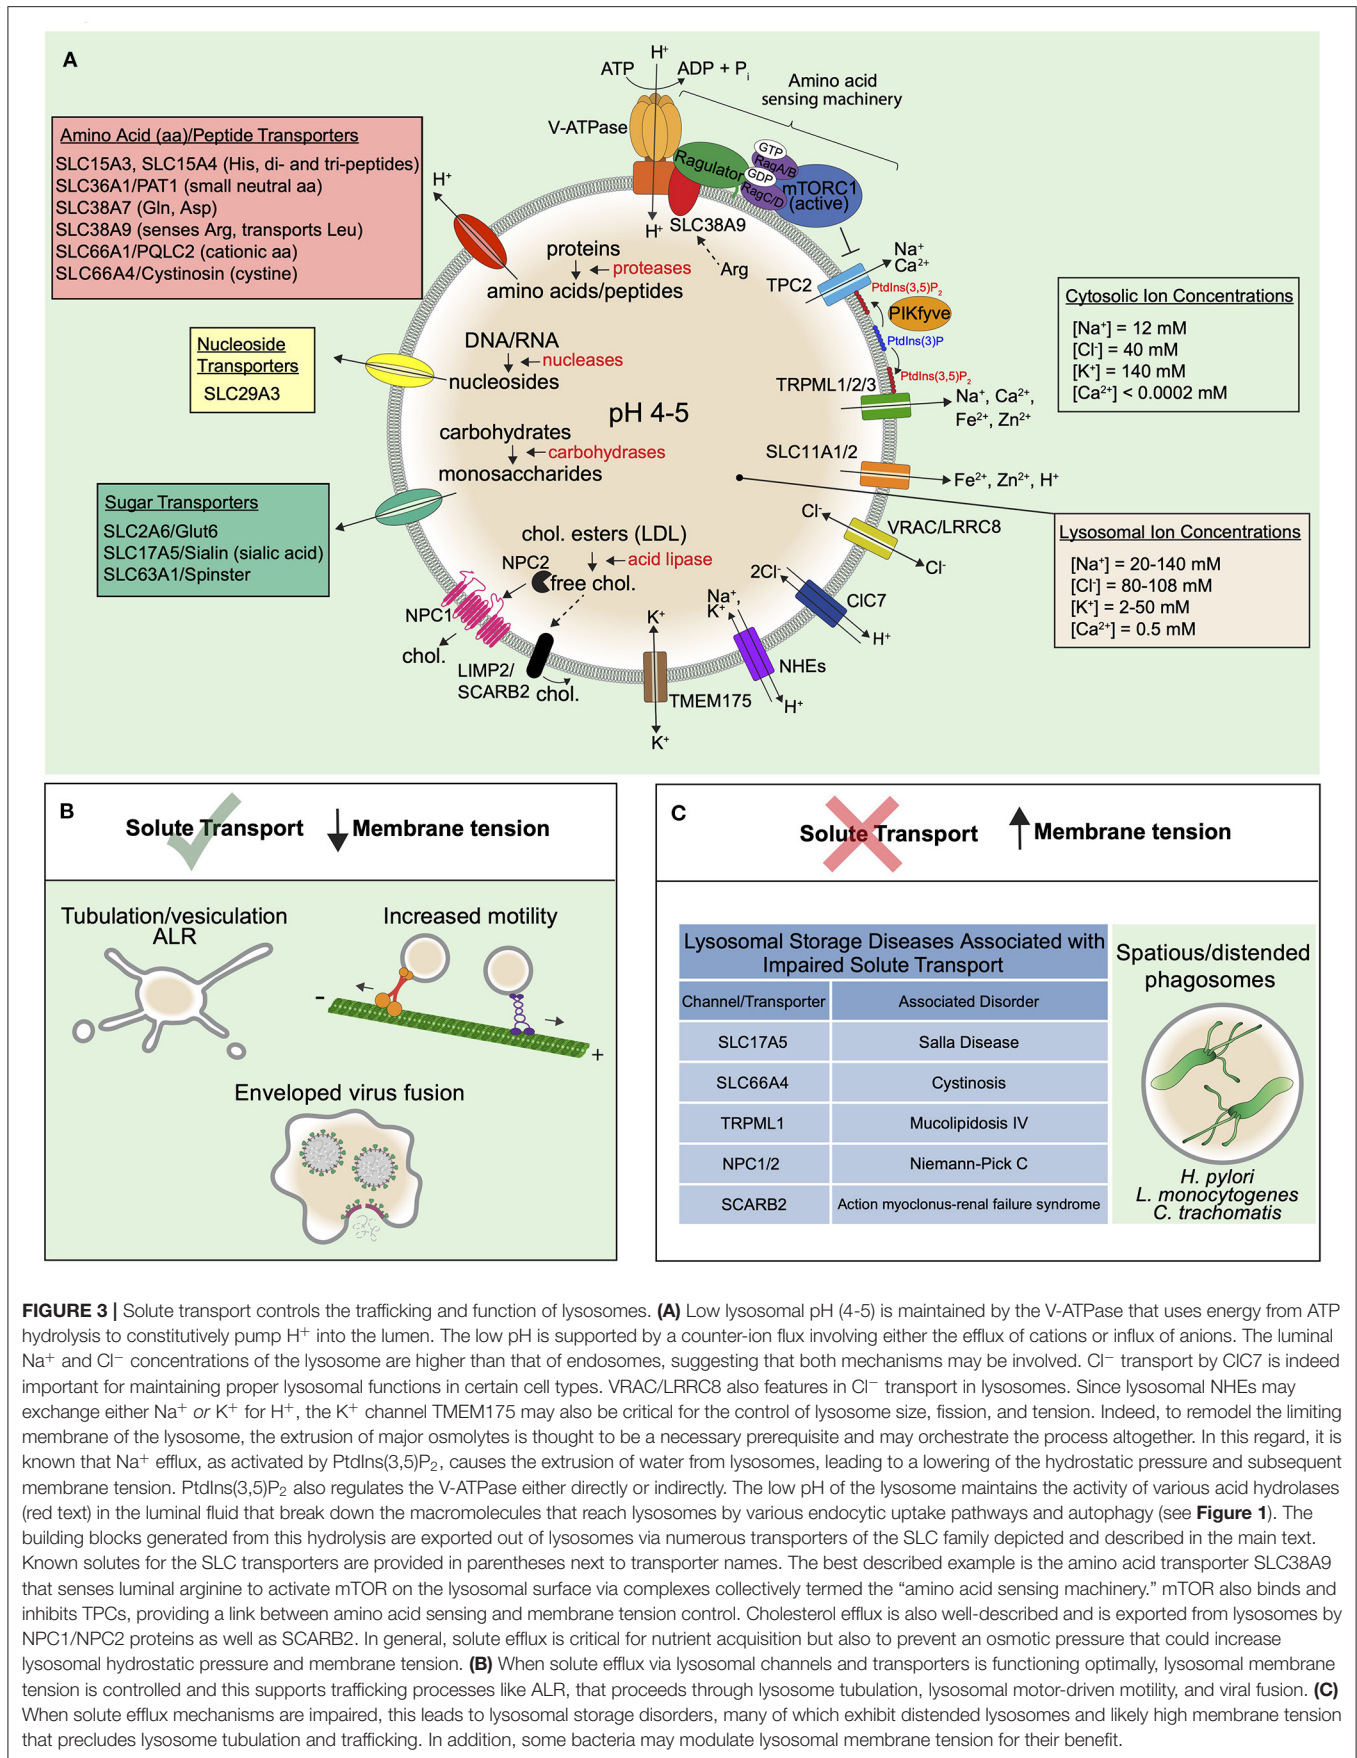 A
H+
ATP
ADP + Pi
Amino acid
sensing machinery
V-ATPase
Ragulator
GTP
RagA/B
GDP
RagC/D
mTORC1
(active)
H+
SLC38A9
Arg
Amino Acid (aa)/Peptide Transporters
SLC15A3, SLC15A4 (His, di- and tri-peptides)
SLC36A1/PAT1 (small neutral aa)
SLC38A7 (Gln, Asp)
SLC38A9 (senses Arg, transports Leu)
SLC66A1/PQLC2 (cationic aa)
SLC66A4/Cystinosin (cystine)
H+
proteins
proteases
amino acids/peptides
Nucleoside
Transporters
SLC29A3
DNA/RNA
nucleases
nucleosides
pH 4-5
carbohydrates
carbohydrases
monosaccharides
Sugar Transporters
SLC2A6/Glut6
SLC17A5/Sialin (sialic acid)
SLC63A1/Spinster
chol. esters (LDL)
NPC2
acid lipase
free chol.
NPC1
chol.
LIMP2/
SCARB2
chol.
K+
TMEM175
K+
Na+,
K+
NHEs
H+
2Cl-
ClC7
H+
Cl-
VRAC/LRRC8
Cl-
SLC11A1/2
Fe2+, Zn2+, H+
TRPML1/2/3
Na+, Ca2+,
Fe2+, Zn2+
TPC2
Na+
Ca2+
PtdIns(3,5)P2
PIKfyve
PtdIns(3)P
PtdIns(3,5)P2
Cytosolic Ion Concentrations
[Na+] = 12 mM
[Cl-] = 40 mM
[K+] = 140 mM
[Ca2+] < 0.0002 mM
Lysosomal Ion Concentrations
[Na+] = 20-140 mM
[Cl-] = 80-108 mM
[K+] = 2-50 mM
[Ca2+] = 0.5 mM
B
Solute Transport
Membrane tension
Tubulation/vesiculation
ALR
Increased motility
-
+
Enveloped virus fusion
C
Solute Transport
Membrane tension
Lysosomal Storage Diseases Associated with
Impaired Solute Transport
Channel/Transporter Associated Disorder
SLC17A5 Salla Disease
SLC66A4 Cystinosis
TRPML1 Mucolipidosis IV
NPC1/2 Niemann-Pick C
SCARB2 Action myoclonus-renal failure syndrome
Spatious/distended
phagosomes
H. pylori
L. monocytogenes
C. trachomatis
FIGURE 3 | Solute transport controls the trafficking and function of lysosomes. (A) Low lysosomal pH (4-5) is maintained by the V-ATPase that uses energy from ATP
hydrolysis to constitutively pump H+ into the lumen. The low pH is supported by a counter-ion flux involving either the efflux of cations or influx of anions. The luminal
Na+ and Cl− concentrations of the lysosome are higher than that of endosomes, suggesting that both mechanisms may be involved. Cl− transport by ClC7 is indeed
important for maintaining proper lysosomal functions in certain cell types. VRAC/LRRC8 also features in Cl− transport in lysosomes. Since lysosomal NHEs may
exchange either Na+ or K+ for H+, the K+ channel TMEM175 may also be critical for the control of lysosome size, fission, and tension. Indeed, to remodel the limiting
membrane of the lysosome, the extrusion of major osmolytes is thought to be a necessary prerequisite and may orchestrate the process altogether. In this regard, it is
known that Na+ efflux, as activated by PtdIns(3,5)P2, causes the extrusion of water from lysosomes, leading to a lowering of the hydrostatic pressure and subsequent
membrane tension. PtdIns(3,5)P2 also regulates the V-ATPase either directly or indirectly. The low pH of the lysosome maintains the activity of various acid hydrolases
(red text) in the luminal fluid that break down the macromolecules that reach lysosomes by various endocytic uptake pathways and autophagy (see Figure 1). The
building blocks generated from this hydrolysis are exported out of lysosomes via numerous transporters of the SLC family depicted and described in the main text.
Known solutes for the SLC transporters are provided in parentheses next to transporter names. The best described example is the amino acid transporter SLC38A9
that senses luminal arginine to activate mTOR on the lysosomal surface via complexes collectively termed the “amino acid sensing machinery.” mTOR also binds and
inhibits TPCs, providing a link between amino acid sensing and membrane tension control. Cholesterol efflux is also well-described and is exported from lysosomes by
NPC1/NPC2 proteins as well as SCARB2. In general, solute efflux is critical for nutrient acquisition but also to prevent an osmotic pressure that could increase
lysosomal hydrostatic pressure and membrane tension. (B) When solute efflux via lysosomal channels and transporters is functioning optimally, lysosomal membrane
tension is controlled and this supports trafficking processes like ALR, that proceeds through lysosome tubulation, lysosomal motor-driven motility, and viral fusion. (C)
When solute efflux mechanisms are impaired, this leads to lysosomal storage disorders, many of which exhibit distended lysosomes and likely high membrane tension
that precludes lysosome tubulation and trafficking. In addition, some bacteria may modulate lysosomal membrane tension for their benefit.